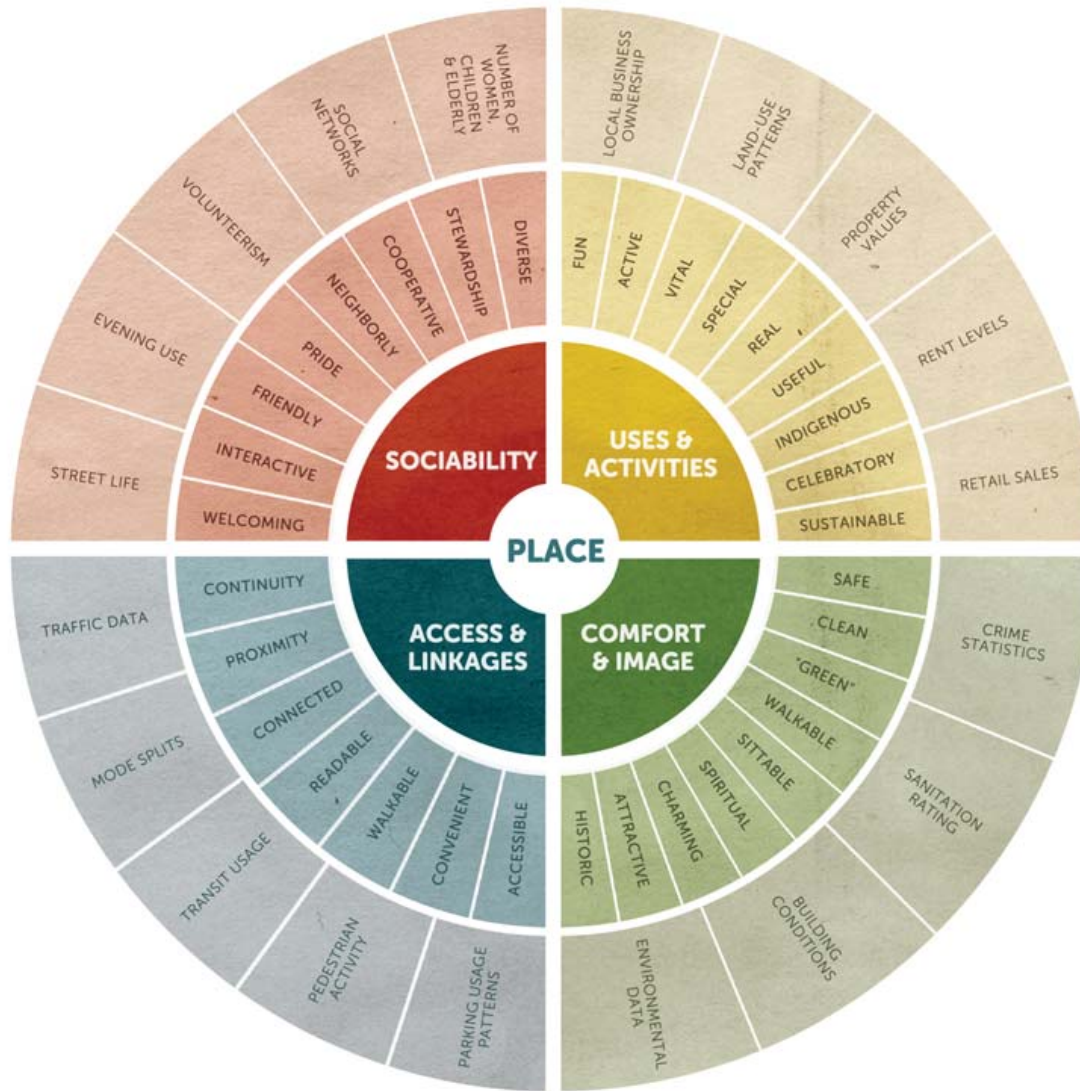 PLACE
SOCIABILITY
USES &
ACTIVITIES
ACCESS &
LINKAGES
COMFORT
& IMAGE
WELCOMING
INTERACTIVE
FRIENDLY
PRIDE
NEIGHBORLY
COOPERATIVE
STEWARDSHIP
DIVERSE
FUN
ACTIVE
VITAL
SPECIAL
REAL
USEFUL
INDIGENOUS
CELEBRATORY
SUSTAINABLE
SAFE
CLEAN
"GREEN"
WALKABLE
SITTABLE
SPIRITUAL
CHARMING
ATTRACTIVE
HISTORIC
ACCESSIBLE
CONVENIENT
WALKABLE
READABLE
CONNECTED
PROXIMITY
CONTINUITY
STREET LIFE
EVENING USE
VOLUNTEERISM
SOCIAL
NETWORKS
NUMBER OF
WOMEN,
CHILDREN
& ELDERLY
LOCAL BUSINESS
OWNERSHIP
LAND-USE
PATTERNS
PROPERTY
VALUES
RENT LEVELS
RETAIL SALES
CRIME
STATISTICS
SANITATION
RATING
BUILDING
CONDITIONS
ENVIRONMENTAL
DATA
PARKING USAGE
PATTERNS
PEDESTRIAN
ACTIVITY
TRANSIT USAGE
MODE SPLITS
TRAFFIC DATA